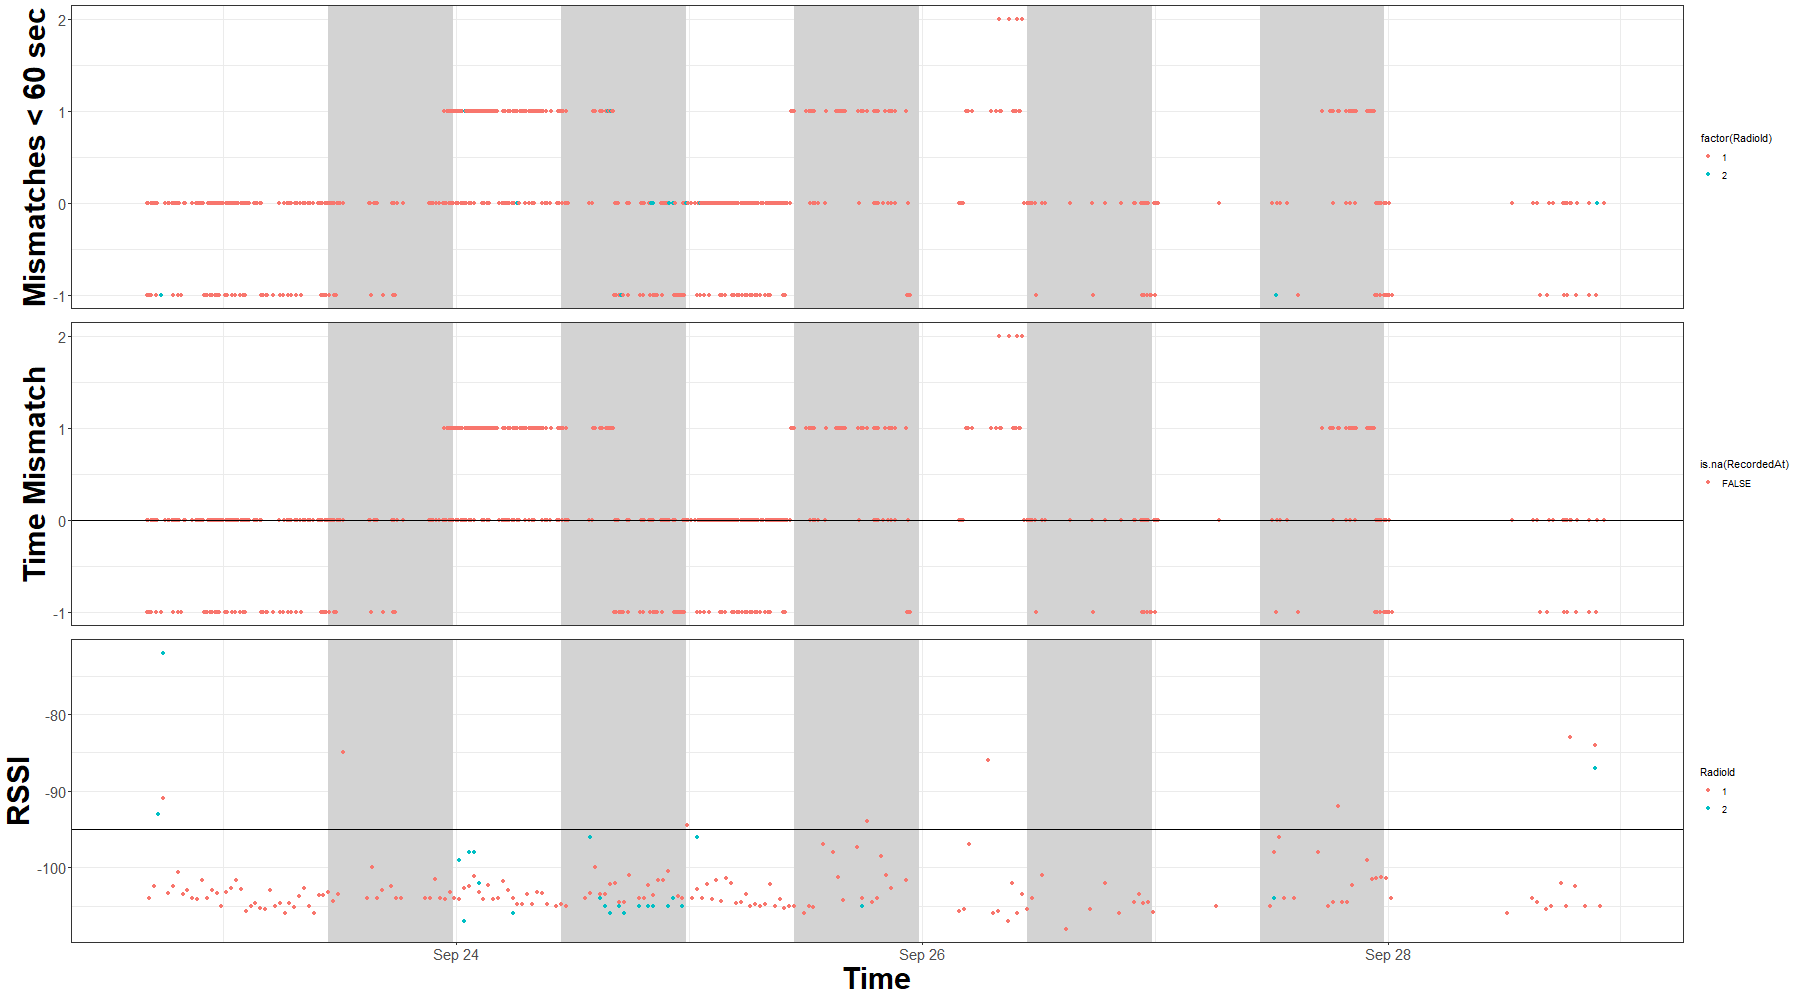 Mismatches < 60 sec
2
1
0
-1
factor(RadioId)
1
2
Time Mismatch
2
1
0
-1
is.na(RecordedAt)
FALSE
RSSI
-80
-90
-100
RadioId
1
2
Sep 24
Sep 26
Sep 28
Time